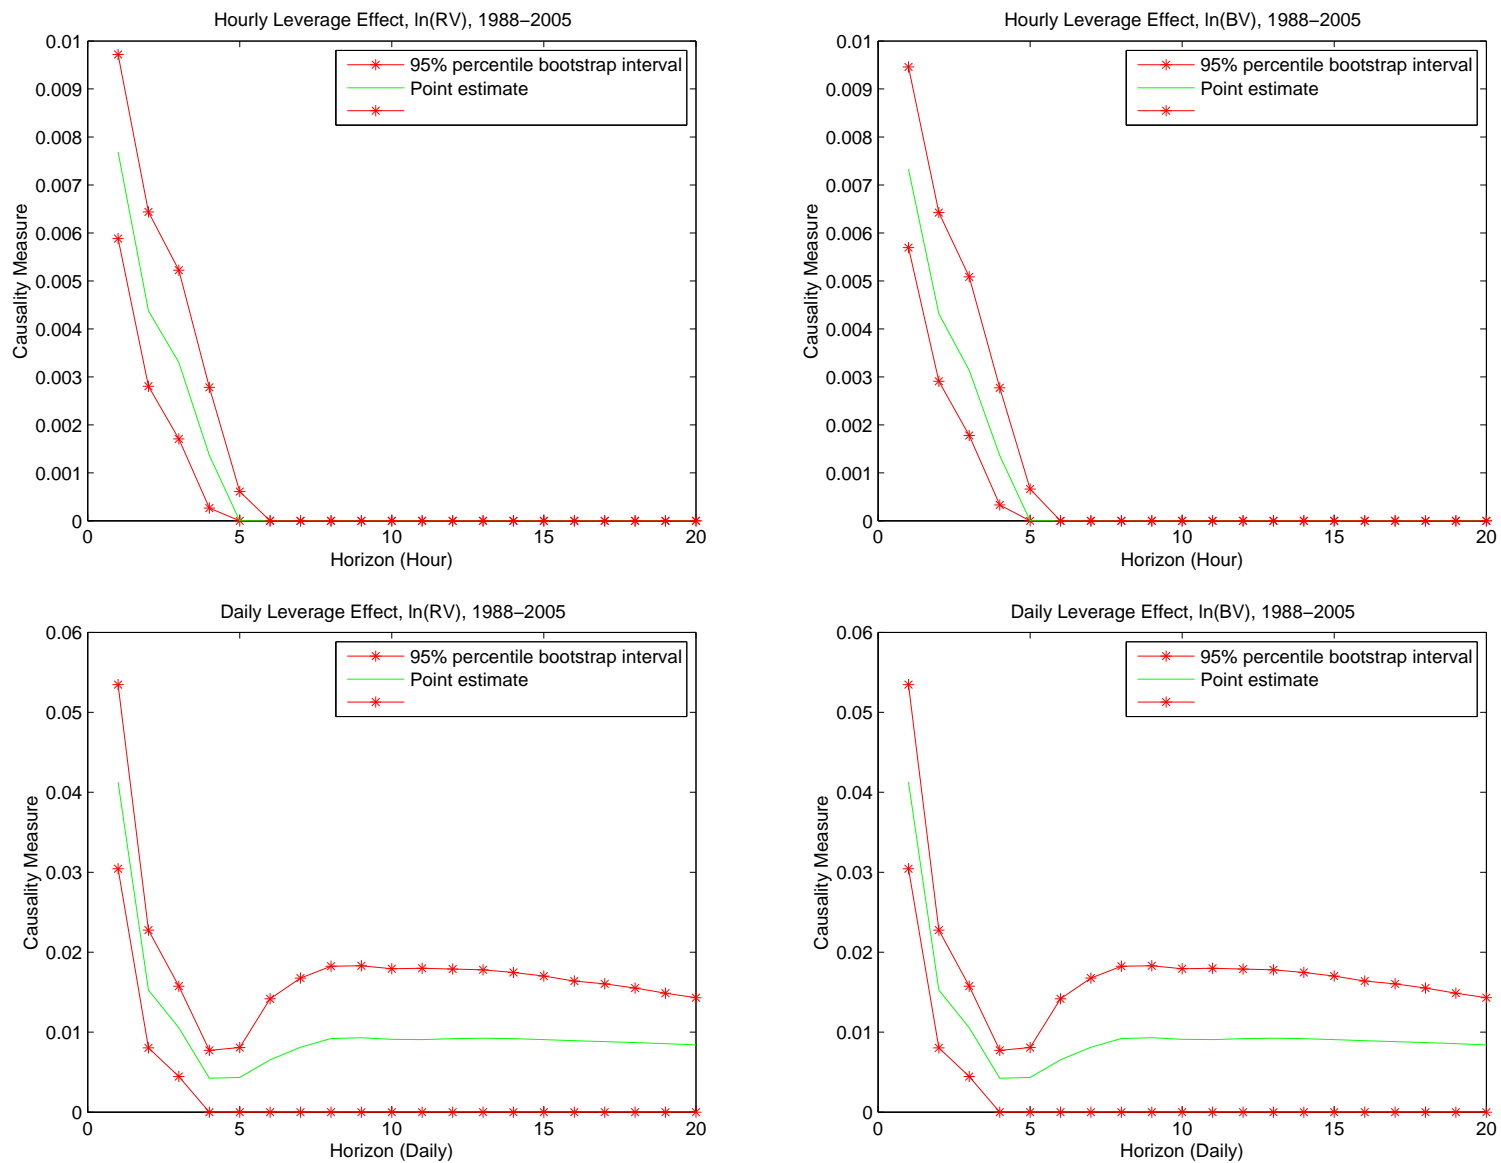 Hourly Leverage Effect, ln(RV), 1988−2005
0.01
0.009
0.008
0.007
0.006
0.005
0.004
0.003
0.002
0.001
0
Causality Measure
95% percentile bootstrap interval
Point estimate
0 5 10 15 20
Horizon (Hour)
Hourly Leverage Effect, ln(BV), 1988−2005
0.01
0.009
0.008
0.007
0.006
0.005
0.004
0.003
0.002
0.001
0
Causality Measure
95% percentile bootstrap interval
Point estimate
0 5 10 15 20
Horizon (Hour)
Daily Leverage Effect, ln(RV), 1988−2005
0.06
0.05
0.04
0.03
0.02
0.01
0
Causality Measure
95% percentile bootstrap interval
Point estimate
0 5 10 15 20
Horizon (Daily)
Daily Leverage Effect, ln(BV), 1988−2005
0.06
0.05
0.04
0.03
0.02
0.01
0
Causality Measure
95% percentile bootstrap interval
Point estimate
0 5 10 15 20
Horizon (Daily)